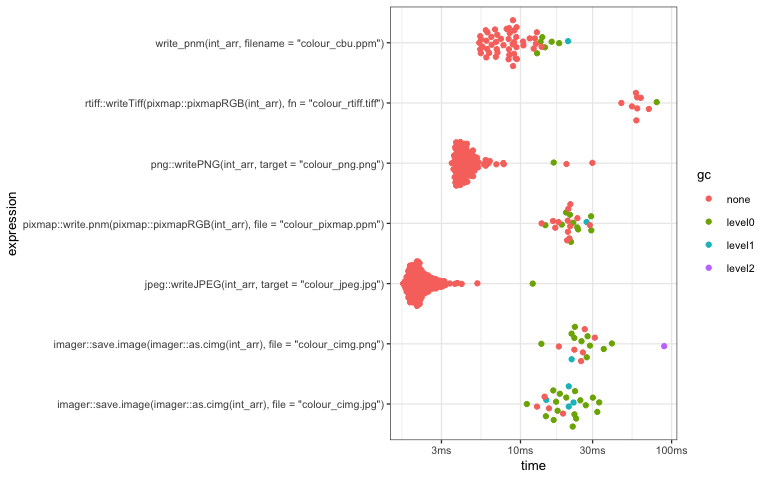 write_pnm(int_arr, filename = "colour_cbu.ppm")
rtiff::writeTiff(pixmap::pixmapRGB(int_arr), fn = "colour_rtiff.tiff")
png::writePNG(int_arr, target = "colour_png.png")
pixmap::write.pnm(pixmap::pixmapRGB(int_arr), file = "colour_pixmap.ppm")
jpeg::writeJPEG(int_arr, target = "colour_jpeg.jpg")
imager::save.image(imager::as.cimg(int_arr), file = "colour_cimg.png")
imager::save.image(imager::as.cimg(int_arr), file = "colour_cimg.jpg")
expression
3ms
10ms
30ms
100ms
time
gc
none
level0
level1
level2